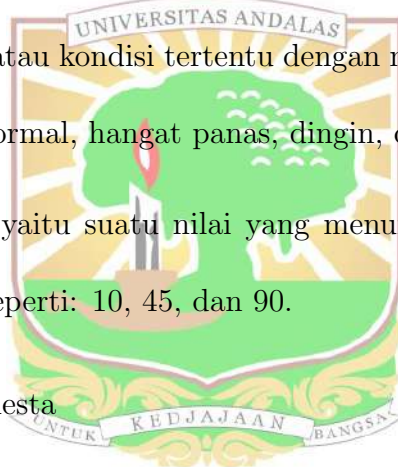 UNIVERSITAS ANDALAS
atau kondisi tertentu dengan
ormal, hangat panas, dingin,
yaitu suatu nilai yang menu
eperti: 10, 45, dan 90.
esta
UNTUK KEDJAJAAN BANGSA